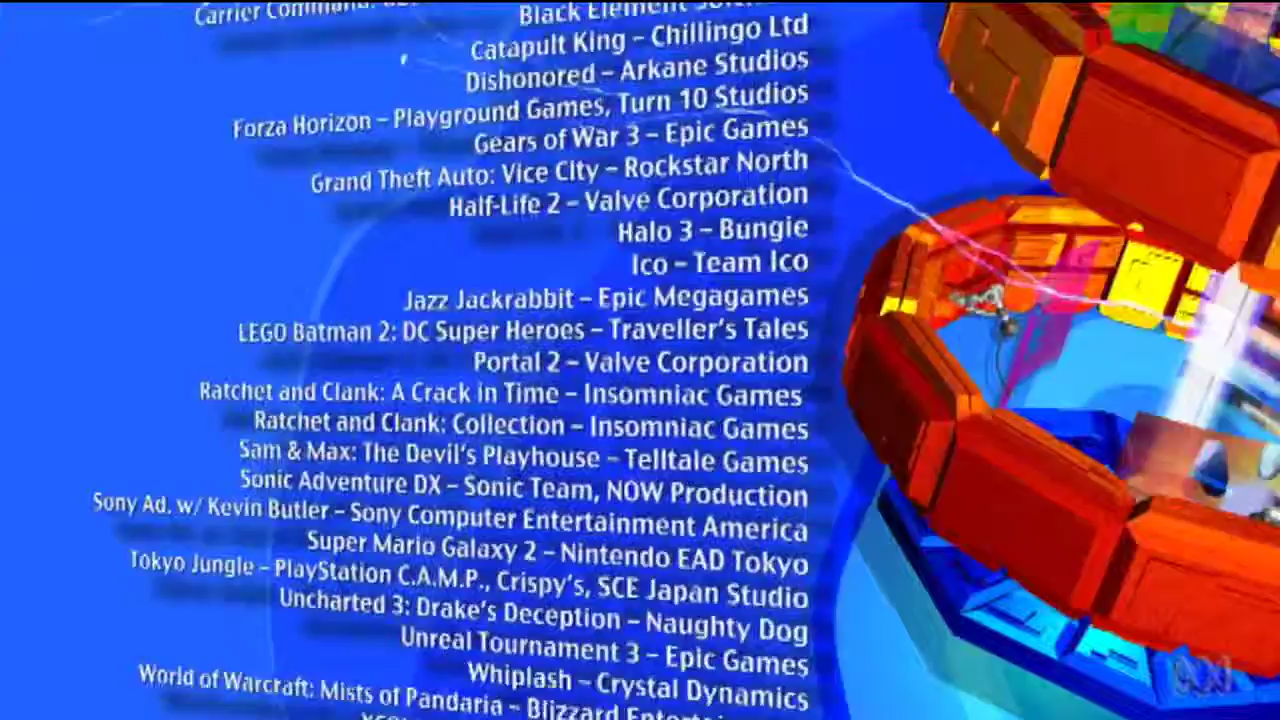 Carrier Command:
Black Element
Catapult King – Chillingo Ltd
Dishonored – Arkane Studios
Forza Horizon – Playground Games, Turn 10 Studios
Gears of War 3 – Epic Games
Grand Theft Auto: Vice City – Rockstar North
Half-Life 2 – Valve Corporation
Halo 3 – Bungie
Ico – Team Ico
Jazz Jackrabbit – Epic Megagames
LEGO Batman 2: DC Super Heroes – Traveller's Tales
Portal 2 – Valve Corporation
Ratchet and Clank: A Crack in Time – Insomniac Games
Ratchet and Clank: Collection – Insomniac Games
Sam & Max: The Devil's Playhouse – Telltale Games
Sonic Adventure DX – Sonic Team, NOW Production
Sony Ad. w/ Kevin Butler – Sony Computer Entertainment America
Super Mario Galaxy 2 – Nintendo EAD Tokyo
Tokyo Jungle – PlayStation C.A.M.P., Crispy's, SCE Japan Studio
Uncharted 3: Drake's Deception – Naughty Dog
Unreal Tournament 3 – Epic Games
Whiplash – Crystal Dynamics
World of Warcraft: Mists of Pandaria – Blizzard